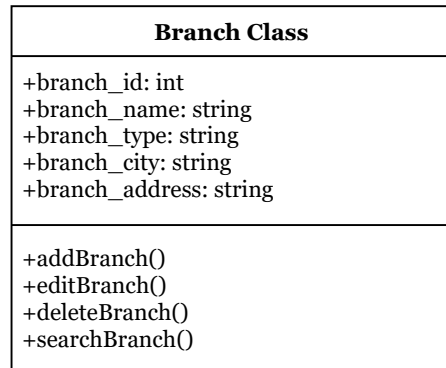 Branch Class
+branch_id: int
+branch_name: string
+branch_type: string
+branch_city: string
+branch_address: string
+addBranch()
+editBranch()
+deleteBranch()
+searchBranch()